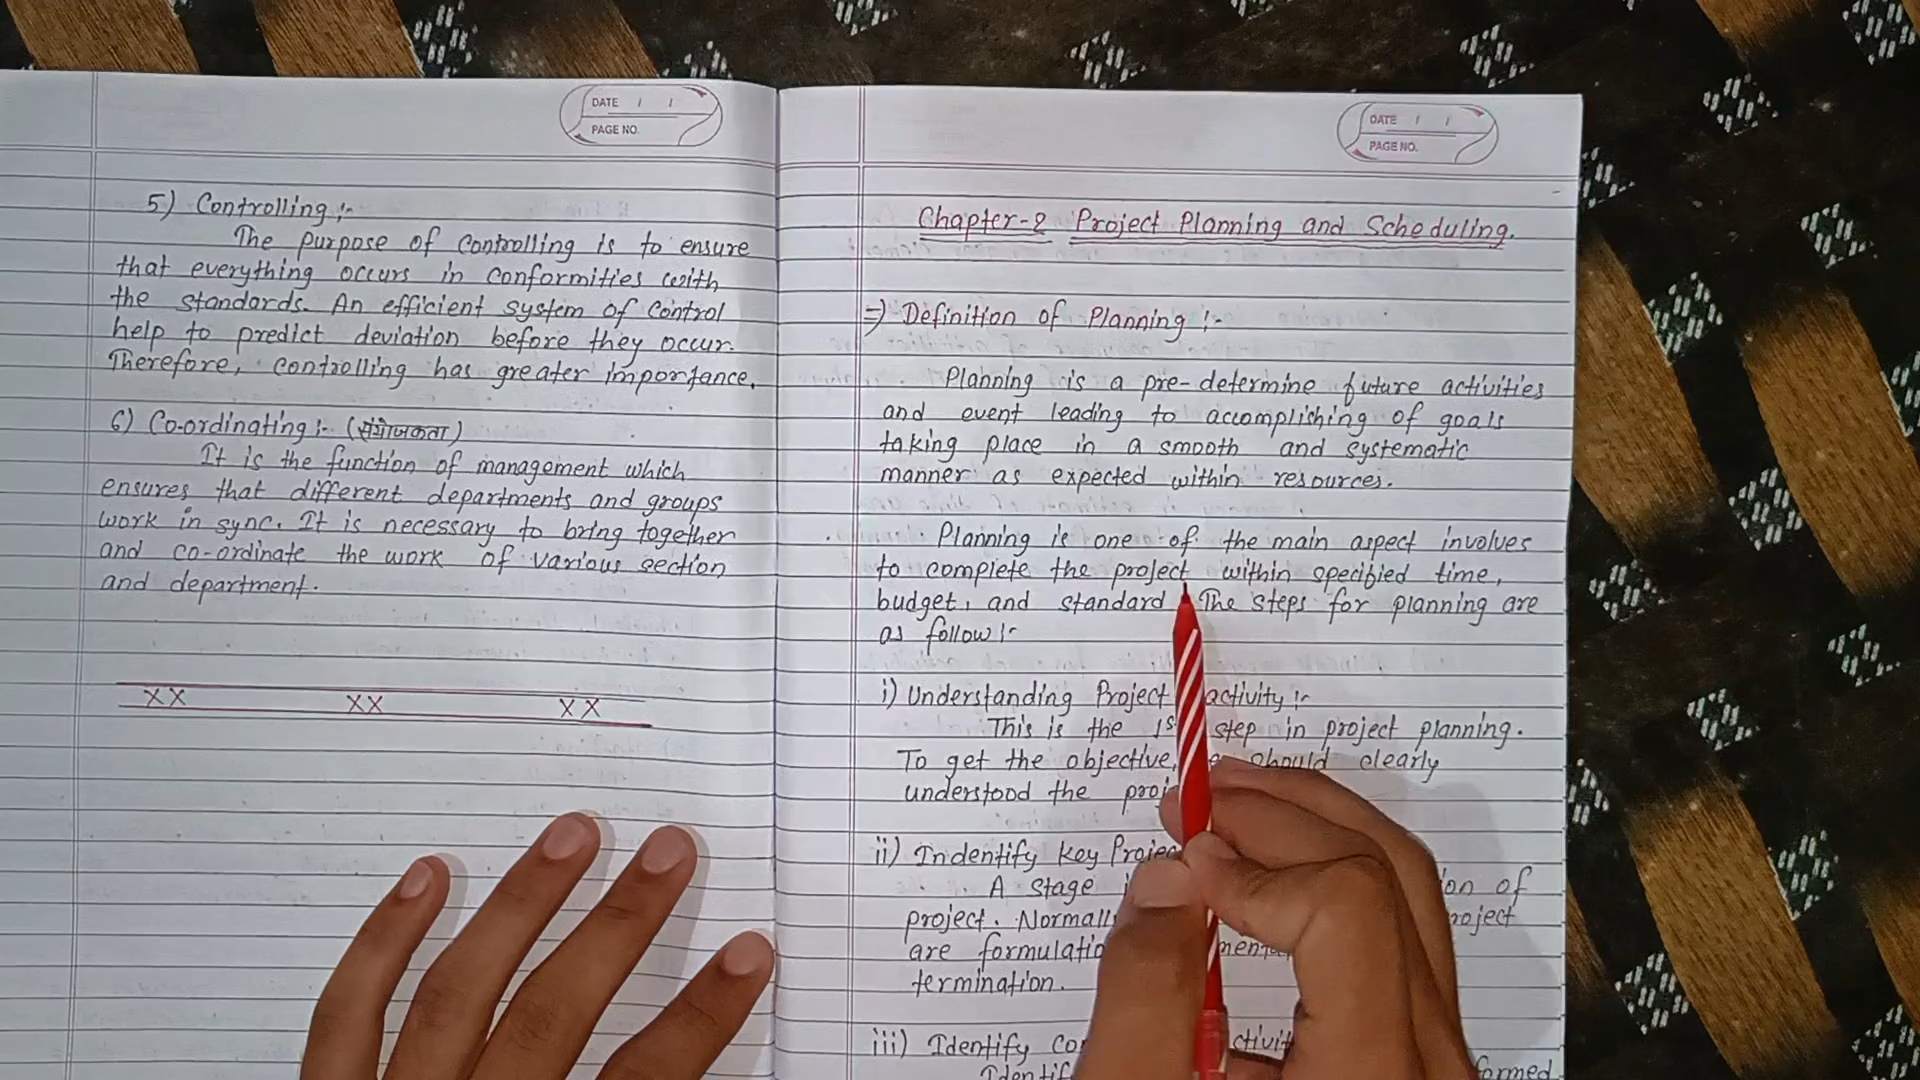 DATE / /
PAGE NO.
5) Controlling :-
The purpose of controlling is to ensure
that everything occurs in conformities with
the standards. An efficient system of control
help to predict deviation before they occur.
Therefore, controlling has greater importance.
6) Co-ordinating :- (संयोजकता)
It is the function of management which
ensures that different departments and groups
work in sync. It is necessary to bring together
and co-ordinate the work of various section
and department.
XX XX XX
DATE / /
PAGE NO.
Chapter-2 Project Planning and Scheduling.
=) Definition of Planning :-
Planning is a pre-determine future activities
and event leading to accomplishing of goals
taking place in a smooth and systematic
manner as expected within resources.
Planning is one of the main aspect involves
to complete the project within specified time,
budget, and standard. The steps for planning are
as follow :-
i) Understanding Project activity :-
This is the 1st step in project planning.
To get the objective, should clearly
understood the
ii) Indentify key
A stage of
project.
are
termination.
iii) Identify